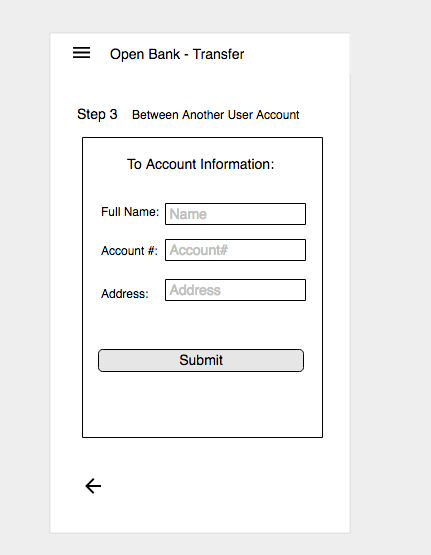 Open Bank - Transfer
Step 3 Between Another User Account
To Account Information:
Full Name: Name
Account #: Account#
Address: Address
Submit